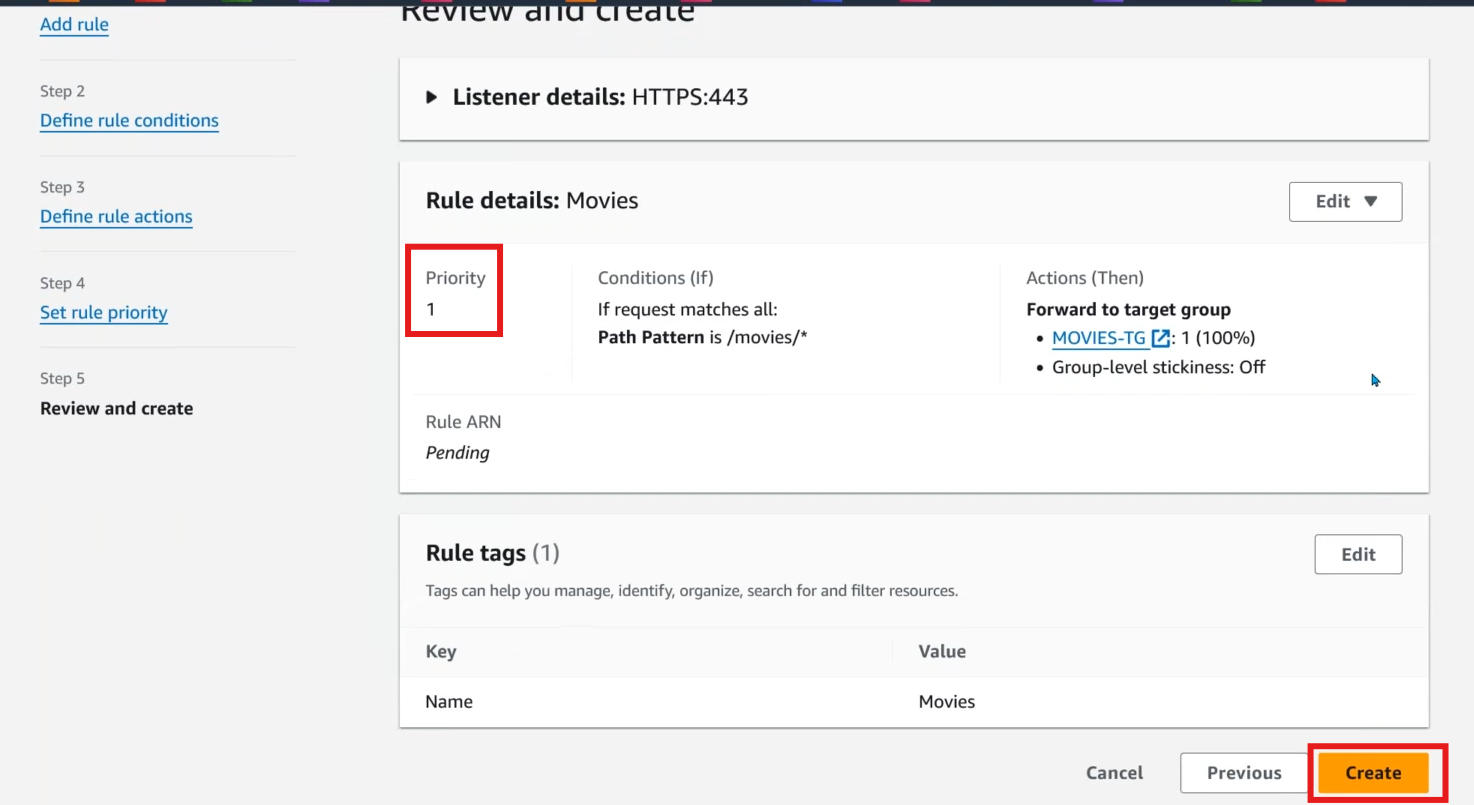 Review and create
Add rule
Step 2
Define rule conditions
Step 3
Define rule actions
Step 4
Set rule priority
Step 5
Review and create
Listener details: HTTPS:443
Rule details: Movies
Edit
Priority
1
Conditions (If)
If request matches all:
Path Pattern is /movies/*
Actions (Then)
Forward to target group
• MOVIES-TG : 1 (100%)
• Group-level stickiness: Off
Rule ARN
Pending
Rule tags (1)
Edit
Tags can help you manage, identify, organize, search for and filter resources.
Key Value
Name Movies
Cancel Previous Create